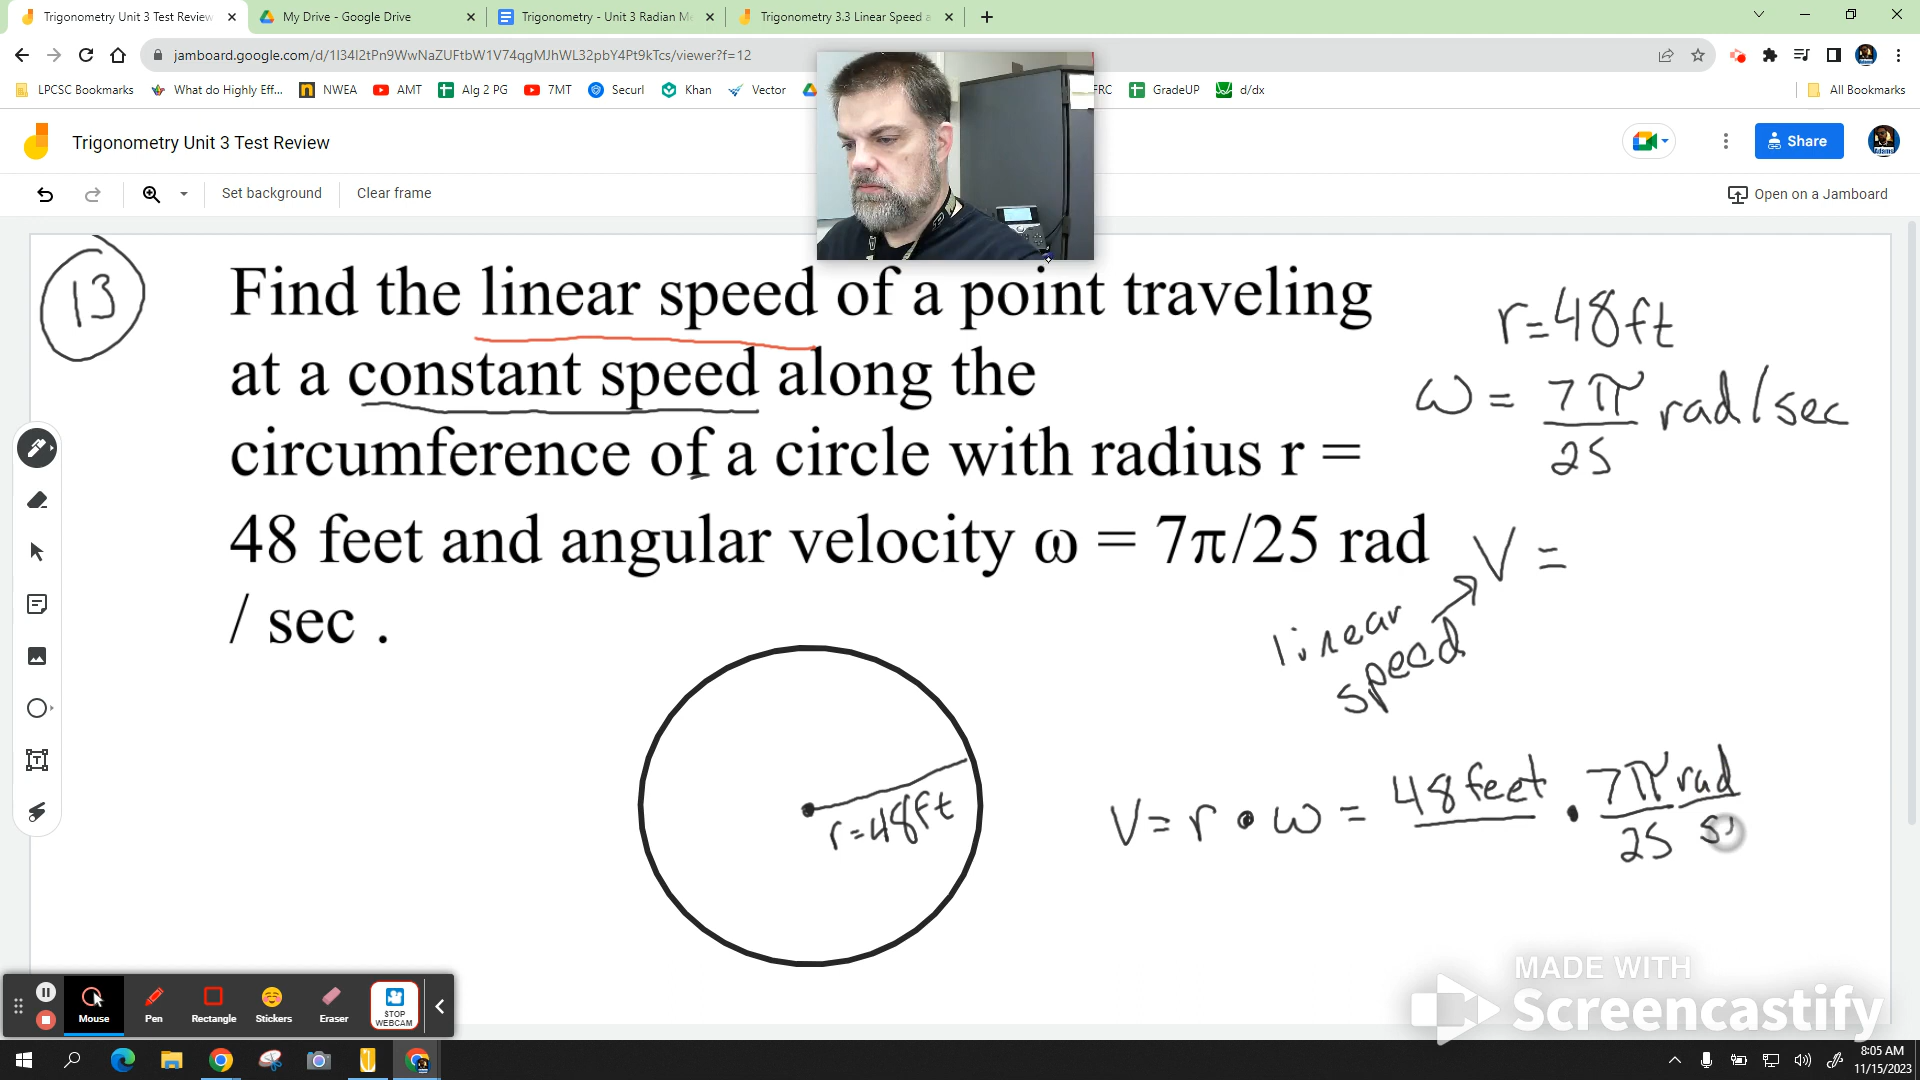 Trigonometry Unit 3 Test Review
My Drive - Google Drive
Trigonometry - Unit 3 Radian Me
Trigonometry 3.3 Linear Speed a
jamboard.google.com/d/1I34I2tPn9WwNaZUFtbW1V74qgMJhWL32pbY4Pt9kTcs/viewer?f=12
LPCSC Bookmarks
What do Highly Eff...
NWEA
AMT
Alg 2 PG
7MT
Securl
Khan
Vector
FRC
GradeUP
d/dx
All Bookmarks
Trigonometry Unit 3 Test Review
Share
Set background
Clear frame
Open on a Jamboard
13
Find the linear speed of a point traveling
at a constant speed along the
circumference of a circle with radius r =
48 feet and angular velocity ω = 7π/25 rad
/ sec .
r=48ft
ω = 7π/25 rad/sec
V =
linear
speed
r=48ft
V = r • ω = 48 feet • 7π rad
25 s
MADE WITH
Screencastify
Mouse
Pen
Rectangle
Stickers
Eraser
STOP
WEBCAM
8:05 AM
11/15/2023